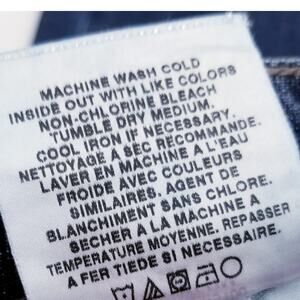 MACHINE WASH COLD
INSIDE OUT WITH LIKE COLORS
NON-CHLORINE BLEACH
TUMBLE DRY MEDIUM.
COOL IRON IF NECESSARY.
NETTOYAGE A SEC RECOMMANDE.
LAVER EN MACHINE A L'EAU
FROIDE AVEC COULEURS
SIMILAIRES. AGENT DE
BLANCHIMENT SANS CHLORE.
SECHER A LA MACHINE A
TEMPERATURE MOYENNE. REPASSER
A FER TIEDE SI NECESSAIRE.